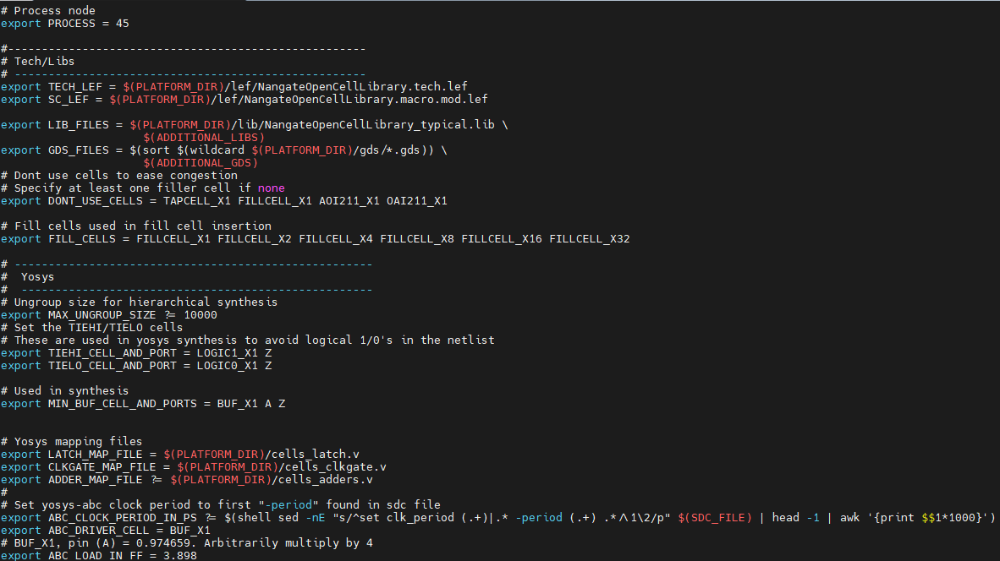 # Process node
export PROCESS = 45
#-----------------------------------------------------
# Tech/Libs
# ----------------------------------------------------
export TECH_LEF = $(PLATFORM_DIR)/lef/NangateOpenCellLibrary.tech.lef
export SC_LEF = $(PLATFORM_DIR)/lef/NangateOpenCellLibrary.macro.mod.lef
export LIB_FILES = $(PLATFORM_DIR)/lib/NangateOpenCellLibrary_typical.lib \
$(ADDITIONAL_LIBS)
export GDS_FILES = $(sort $(wildcard $(PLATFORM_DIR)/gds/*.gds)) \
$(ADDITIONAL_GDS)
# Dont use cells to ease congestion
# Specify at least one filler cell if none
export DONT_USE_CELLS = TAPCELL_X1 FILLCELL_X1 AOI211_X1 OAI211_X1
# Fill cells used in fill cell insertion
export FILL_CELLS = FILLCELL_X1 FILLCELL_X2 FILLCELL_X4 FILLCELL_X8 FILLCELL_X16 FILLCELL_X32
# -----------------------------------------------------
#  Yosys
#  ----------------------------------------------------
# Ungroup size for hierarchical synthesis
export MAX_UNGROUP_SIZE ?= 10000
# Set the TIEHI/TIELO cells
# These are used in yosys synthesis to avoid logical 1/0's in the netlist
export TIEHI_CELL_AND_PORT = LOGIC1_X1 Z
export TIELO_CELL_AND_PORT = LOGIC0_X1 Z
# Used in synthesis
export MIN_BUF_CELL_AND_PORTS = BUF_X1 A Z
# Yosys mapping files
export LATCH_MAP_FILE = $(PLATFORM_DIR)/cells_latch.v
export CLKGATE_MAP_FILE = $(PLATFORM_DIR)/cells_clkgate.v
export ADDER_MAP_FILE ?= $(PLATFORM_DIR)/cells_adders.v
#
# Set yosys-abc clock period to first "-period" found in sdc file
export ABC_CLOCK_PERIOD_IN_PS ?= $(shell sed -nE "s/^set clk_period (.+)|.* -period (.+) .*/\1\2/p" $(SDC_FILE) | head -1 | awk '{print $$1*1000}')
export ABC_DRIVER_CELL = BUF_X1
# BUF_X1, pin (A) = 0.974659. Arbitrarily multiply by 4
export ABC_LOAD_IN_FF = 3.898